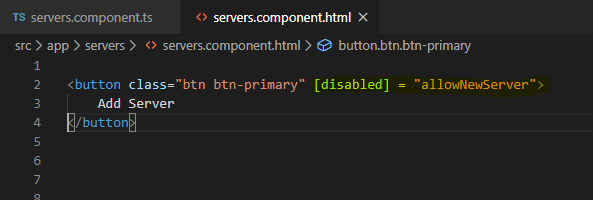 TS servers.component.ts
<> servers.component.html ×
src > app > servers > <> servers.component.html > button.btn.btn-primary
1
2 <button class="btn btn-primary" [disabled] = "allowNewServer">
3 Add Server
4 </button>
5
6
7
8